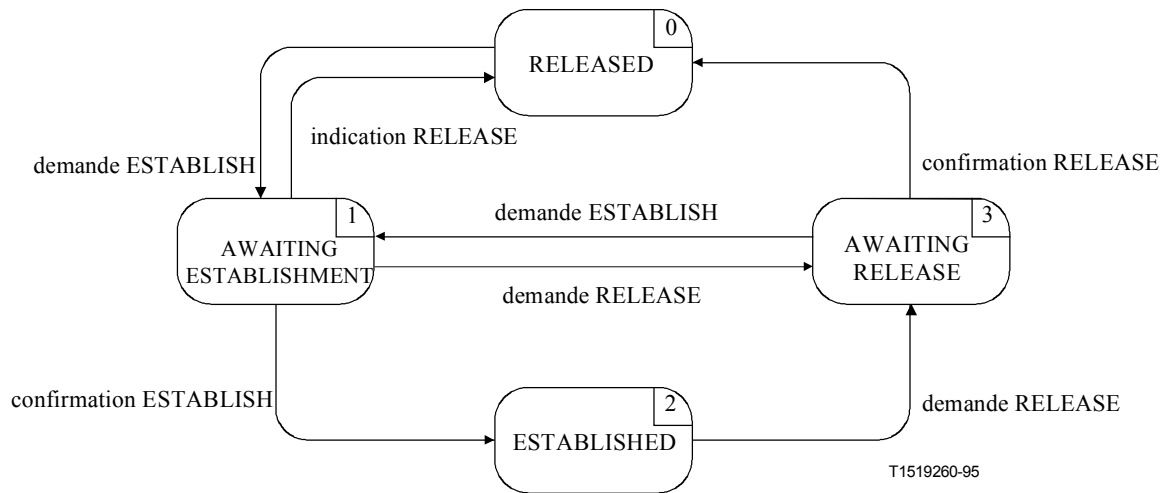 0
RELEASED
indication RELEASE
demande ESTABLISH
confirmation RELEASE
1
AWAITING
ESTABLISHMENT
demande ESTABLISH
3
AWAITING
RELEASE
demande RELEASE
confirmation ESTABLISH
2
ESTABLISHED
demande RELEASE
T1519260-95